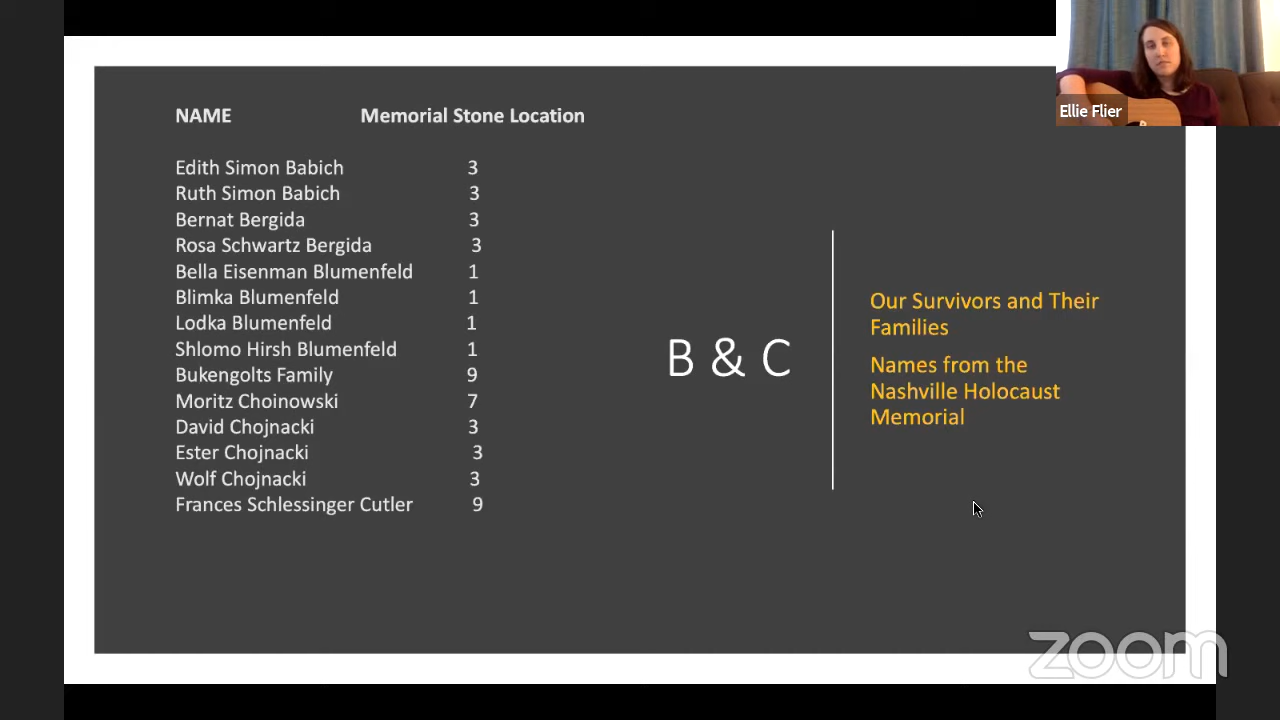 NAME Memorial Stone Location
Edith Simon Babich 3
Ruth Simon Babich 3
Bernat Bergida 3
Rosa Schwartz Bergida 3
Bella Eisenman Blumenfeld 1
Blimka Blumenfeld 1
Lodka Blumenfeld 1
Shlomo Hirsh Blumenfeld 1
Bukengolts Family 9
Moritz Choinowski 7
David Chojnacki 3
Ester Chojnacki 3
Wolf Chojnacki 3
Frances Schlessinger Cutler 9
B & C
Our Survivors and Their
Families
Names from the
Nashville Holocaust
Memorial
Ellie Flier
zoom